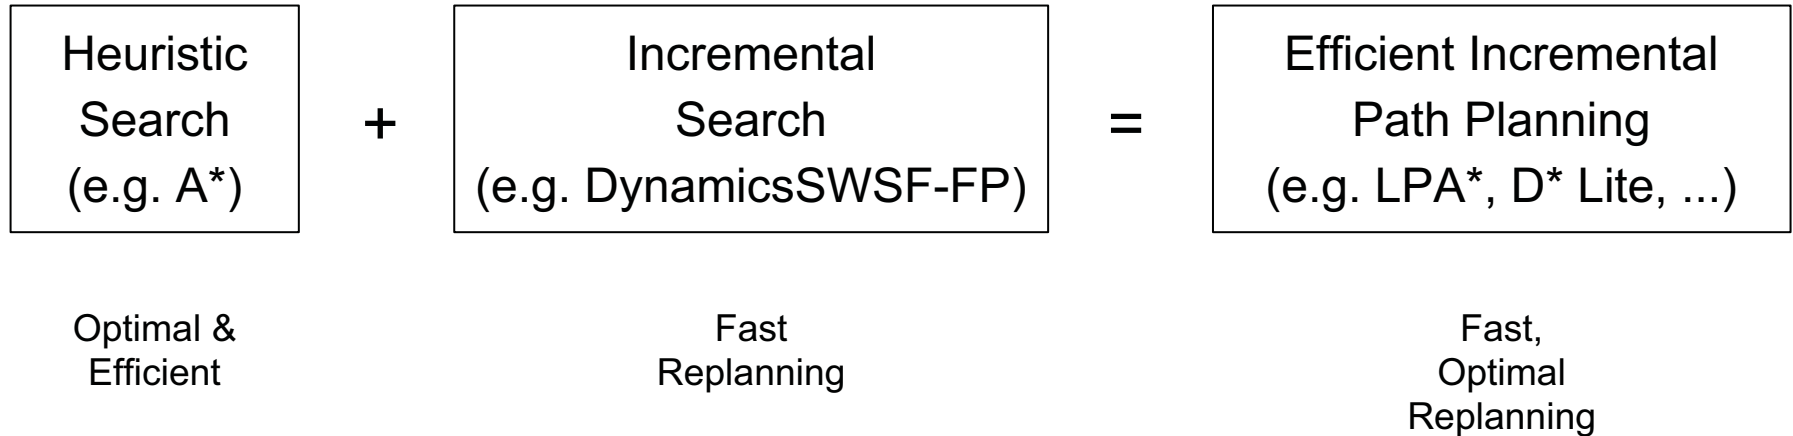 Heuristic
Search
(e.g. A*)
+
Incremental
Search
(e.g. DynamicsSWSF-FP)
=
Efficient Incremental
Path Planning
(e.g. LPA*, D* Lite, ...)
Optimal &
Efficient
Fast
Replanning
Fast,
Optimal
Replanning